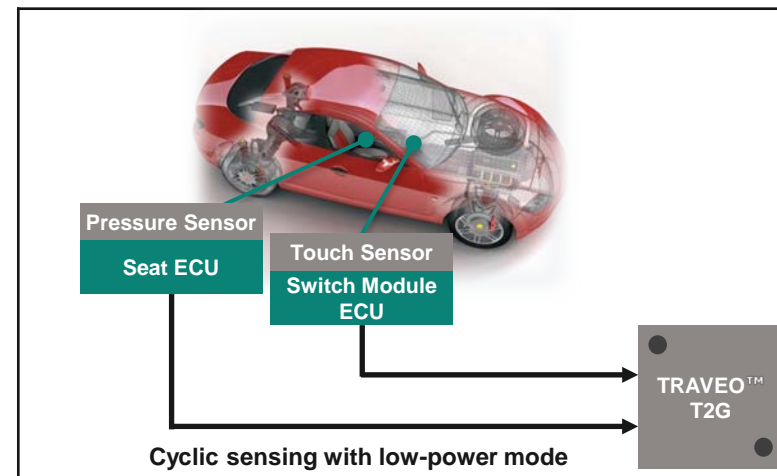 Pressure Sensor
Seat ECU
Touch Sensor
Switch Module
ECU
TRAVEO™
T2G
Cyclic sensing with low-power mode